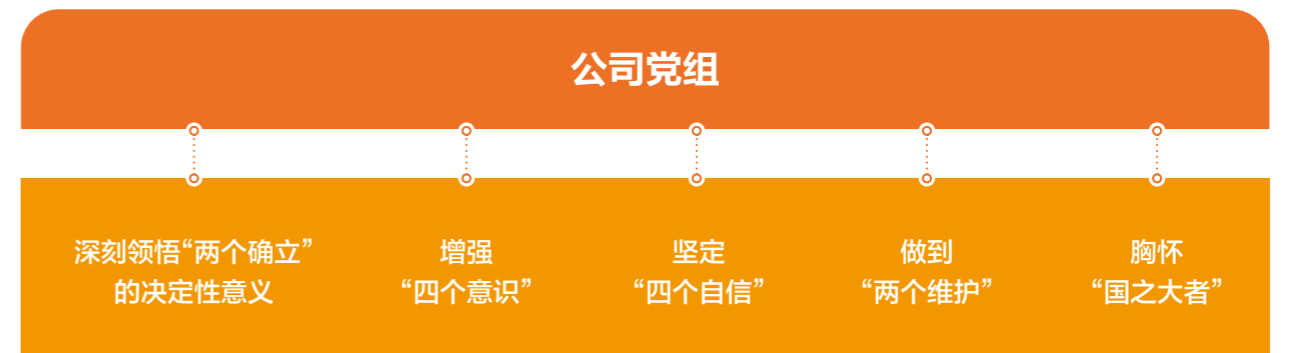 公司党组
深刻领悟“两个确立”
的决定性意义
增强
“四个意识”
坚定
“四个自信”
做到
“两个维护”
胸怀
“国之大者”